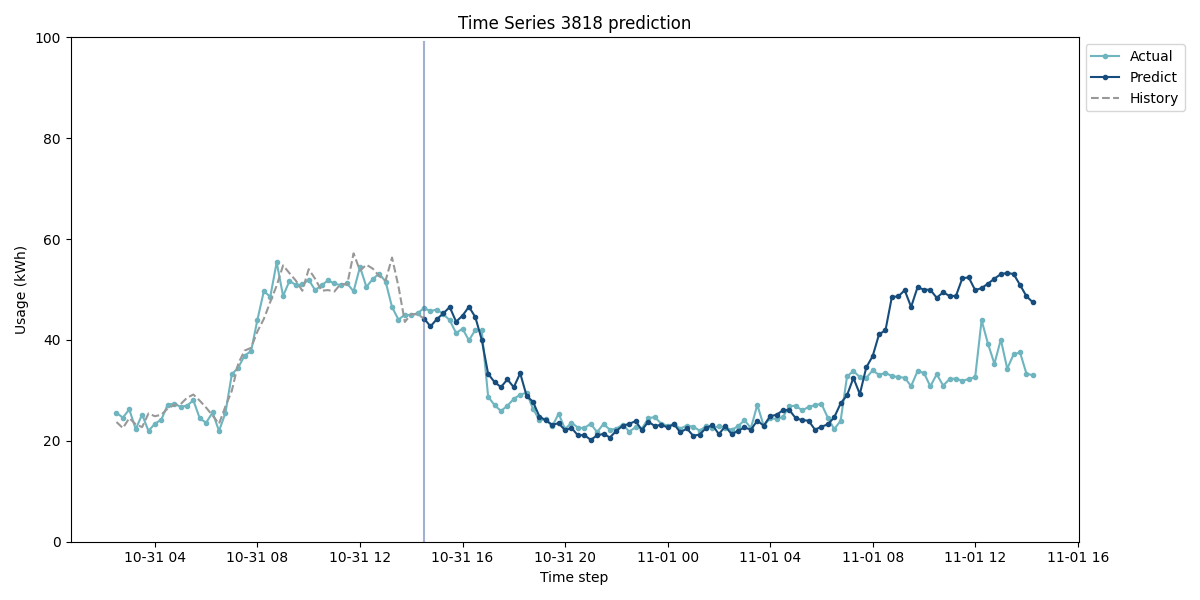 Time Series 3818 prediction
100
80
60
40
20
0
Usage (kWh)
10-31 04
10-31 08
10-31 12
10-31 16
10-31 20
11-01 00
11-01 04
11-01 08
11-01 12
11-01 16
Time step
Actual
Predict
History